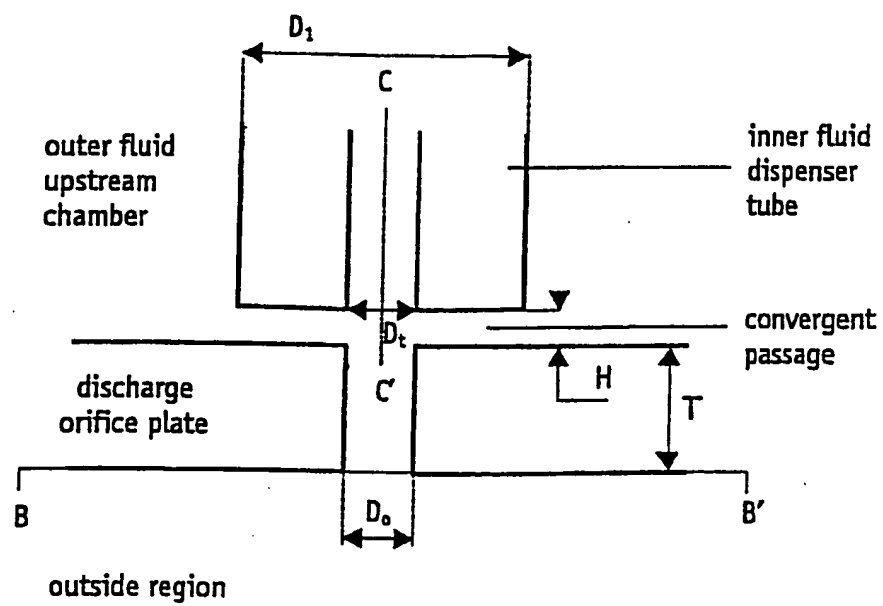 D₁
C
outer fluid
upstream
chamber
inner fluid
dispenser
tube
Dₜ
convergent
passage
C′
H
T
discharge
orifice plate
B
Dₒ
B′
outside region